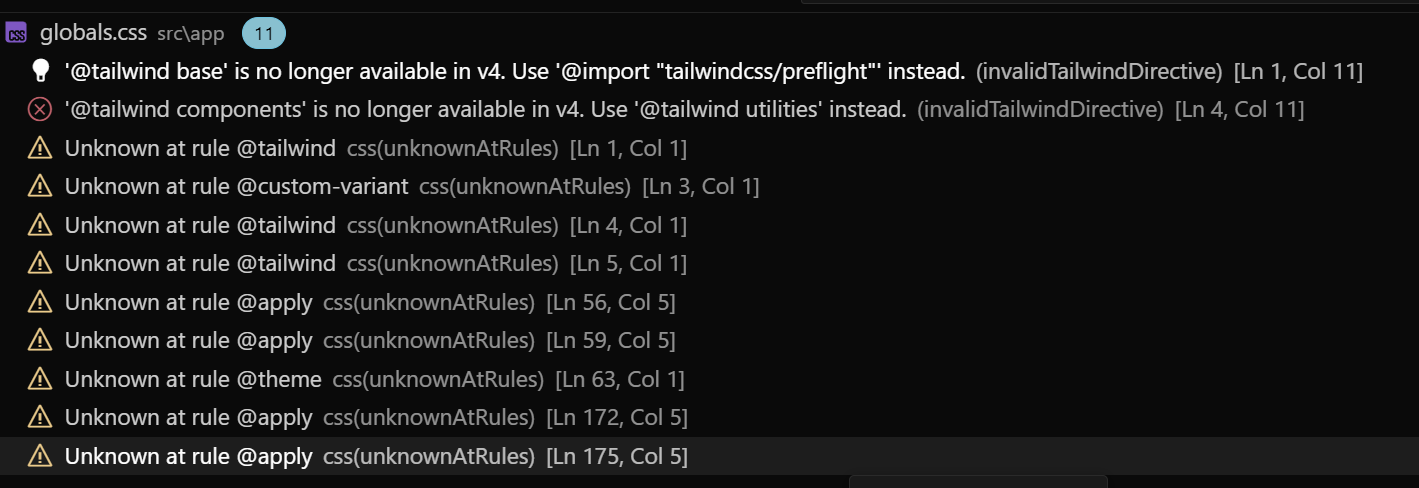 CSS globals.css src\app 11
'@tailwind base' is no longer available in v4. Use '@import "tailwindcss/preflight"' instead. (invalidTailwindDirective) [Ln 1, Col 11]
'@tailwind components' is no longer available in v4. Use '@tailwind utilities' instead. (invalidTailwindDirective) [Ln 4, Col 11]
Unknown at rule @tailwind css(unknownAtRules) [Ln 1, Col 1]
Unknown at rule @custom-variant css(unknownAtRules) [Ln 3, Col 1]
Unknown at rule @tailwind css(unknownAtRules) [Ln 4, Col 1]
Unknown at rule @tailwind css(unknownAtRules) [Ln 5, Col 1]
Unknown at rule @apply css(unknownAtRules) [Ln 56, Col 5]
Unknown at rule @apply css(unknownAtRules) [Ln 59, Col 5]
Unknown at rule @theme css(unknownAtRules) [Ln 63, Col 1]
Unknown at rule @apply css(unknownAtRules) [Ln 172, Col 5]
Unknown at rule @apply css(unknownAtRules) [Ln 175, Col 5]